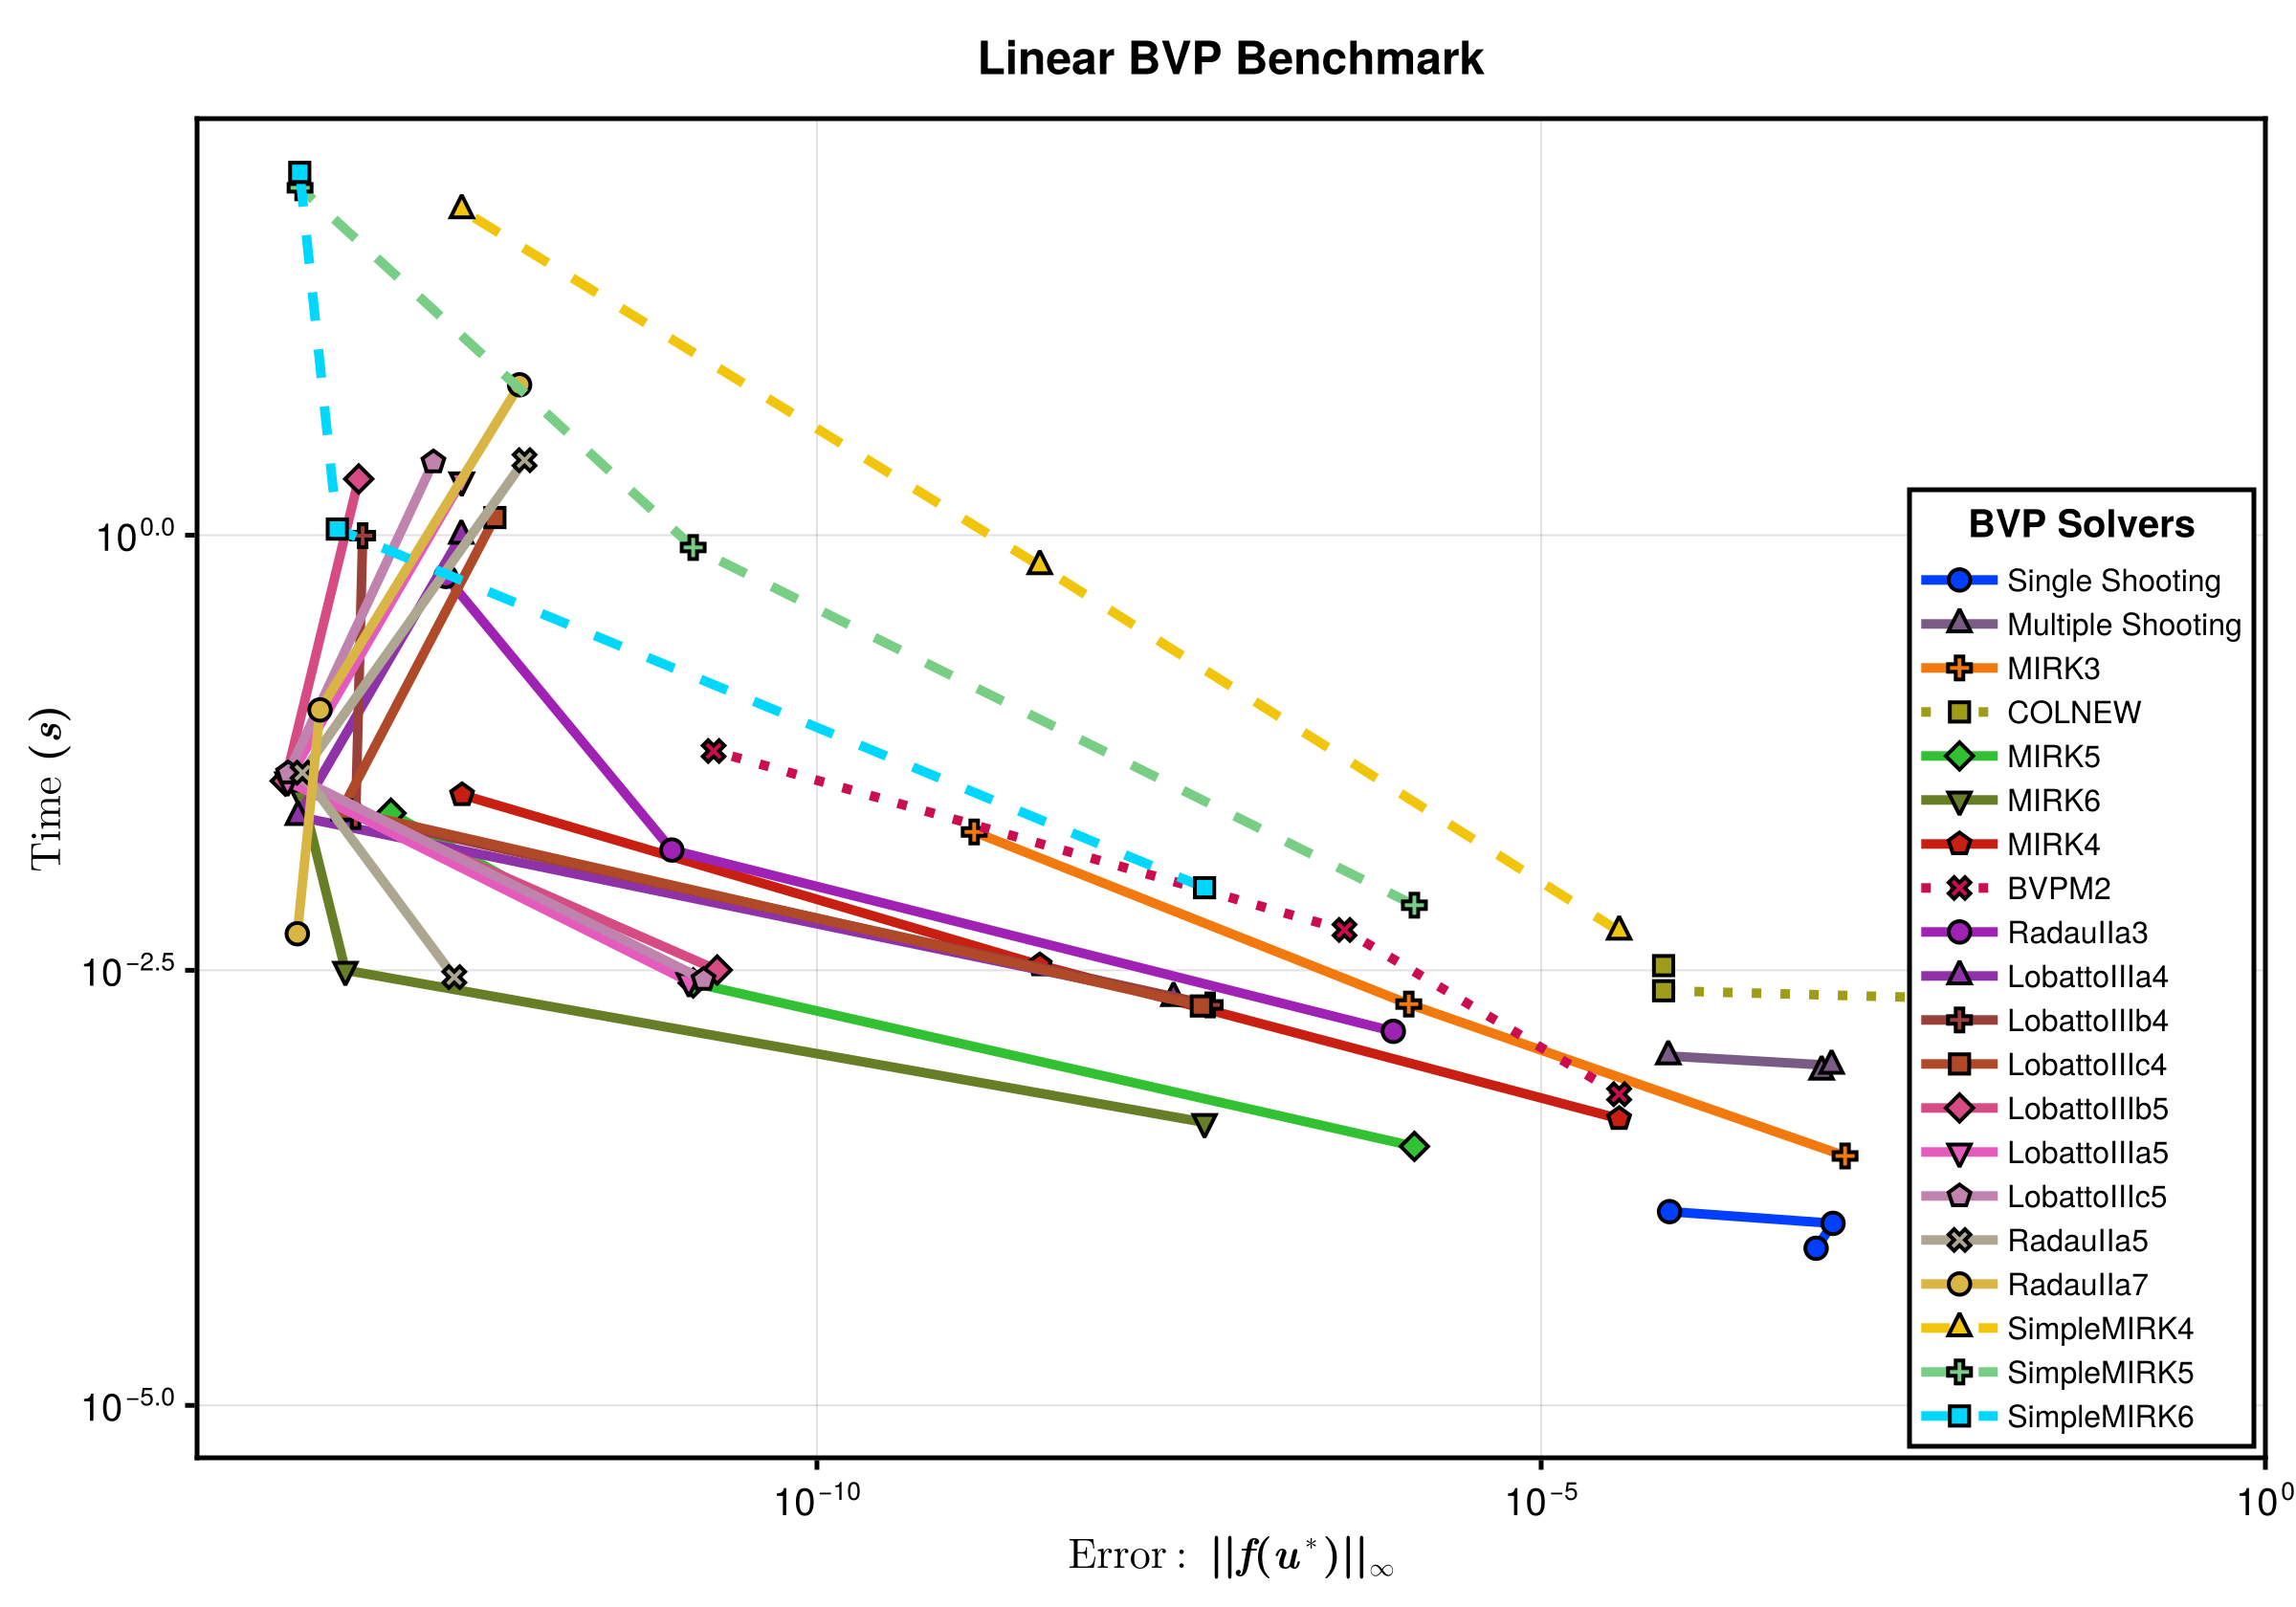 Linear BVP Benchmark
Time (s)
10^0.0
10^−2.5
10^−5.0
10^−10
10^−5
10^0
Error: ||f(u*)||∞
BVP Solvers
Single Shooting
Multiple Shooting
MIRK3
COLNEW
MIRK5
MIRK6
MIRK4
BVPM2
RadauIIa3
LobattoIIIa4
LobattoIIIb4
LobattoIIIc4
LobattoIIIb5
LobattoIIIa5
LobattoIIIc5
RadauIIa5
RadauIIa7
SimpleMIRK4
SimpleMIRK5
SimpleMIRK6